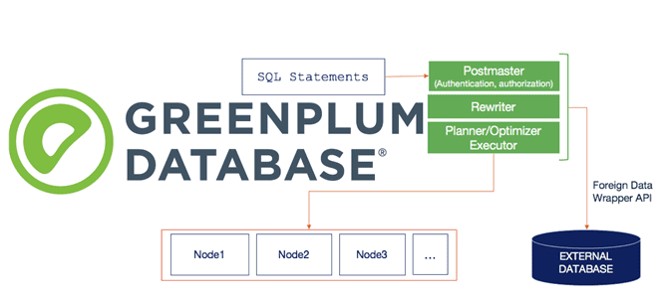 SQL Statements
Postmaster
(Authentication, authorization)
Rewriter
Planner/Optimizer
Executor
GREENPLUM
DATABASE®
Foreign Data
Wrapper API
Node1
Node2
Node3
...
EXTERNAL
DATABASE